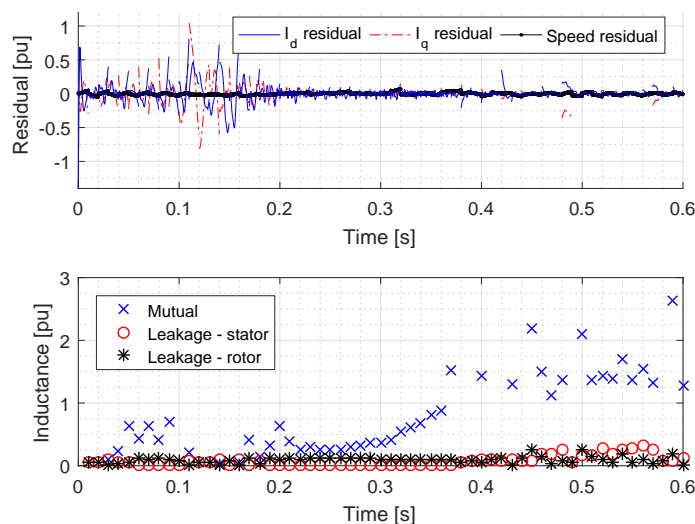 I_d residual I_q residual Speed residual
Residual [pu]
1
0.5
0
-0.5
-1
0 0.1 0.2 0.3 0.4 0.5 0.6
Time [s]
Mutual
Leakage - stator
Leakage - rotor
Inductance [pu]
3
2
1
0
0 0.1 0.2 0.3 0.4 0.5 0.6
Time [s]